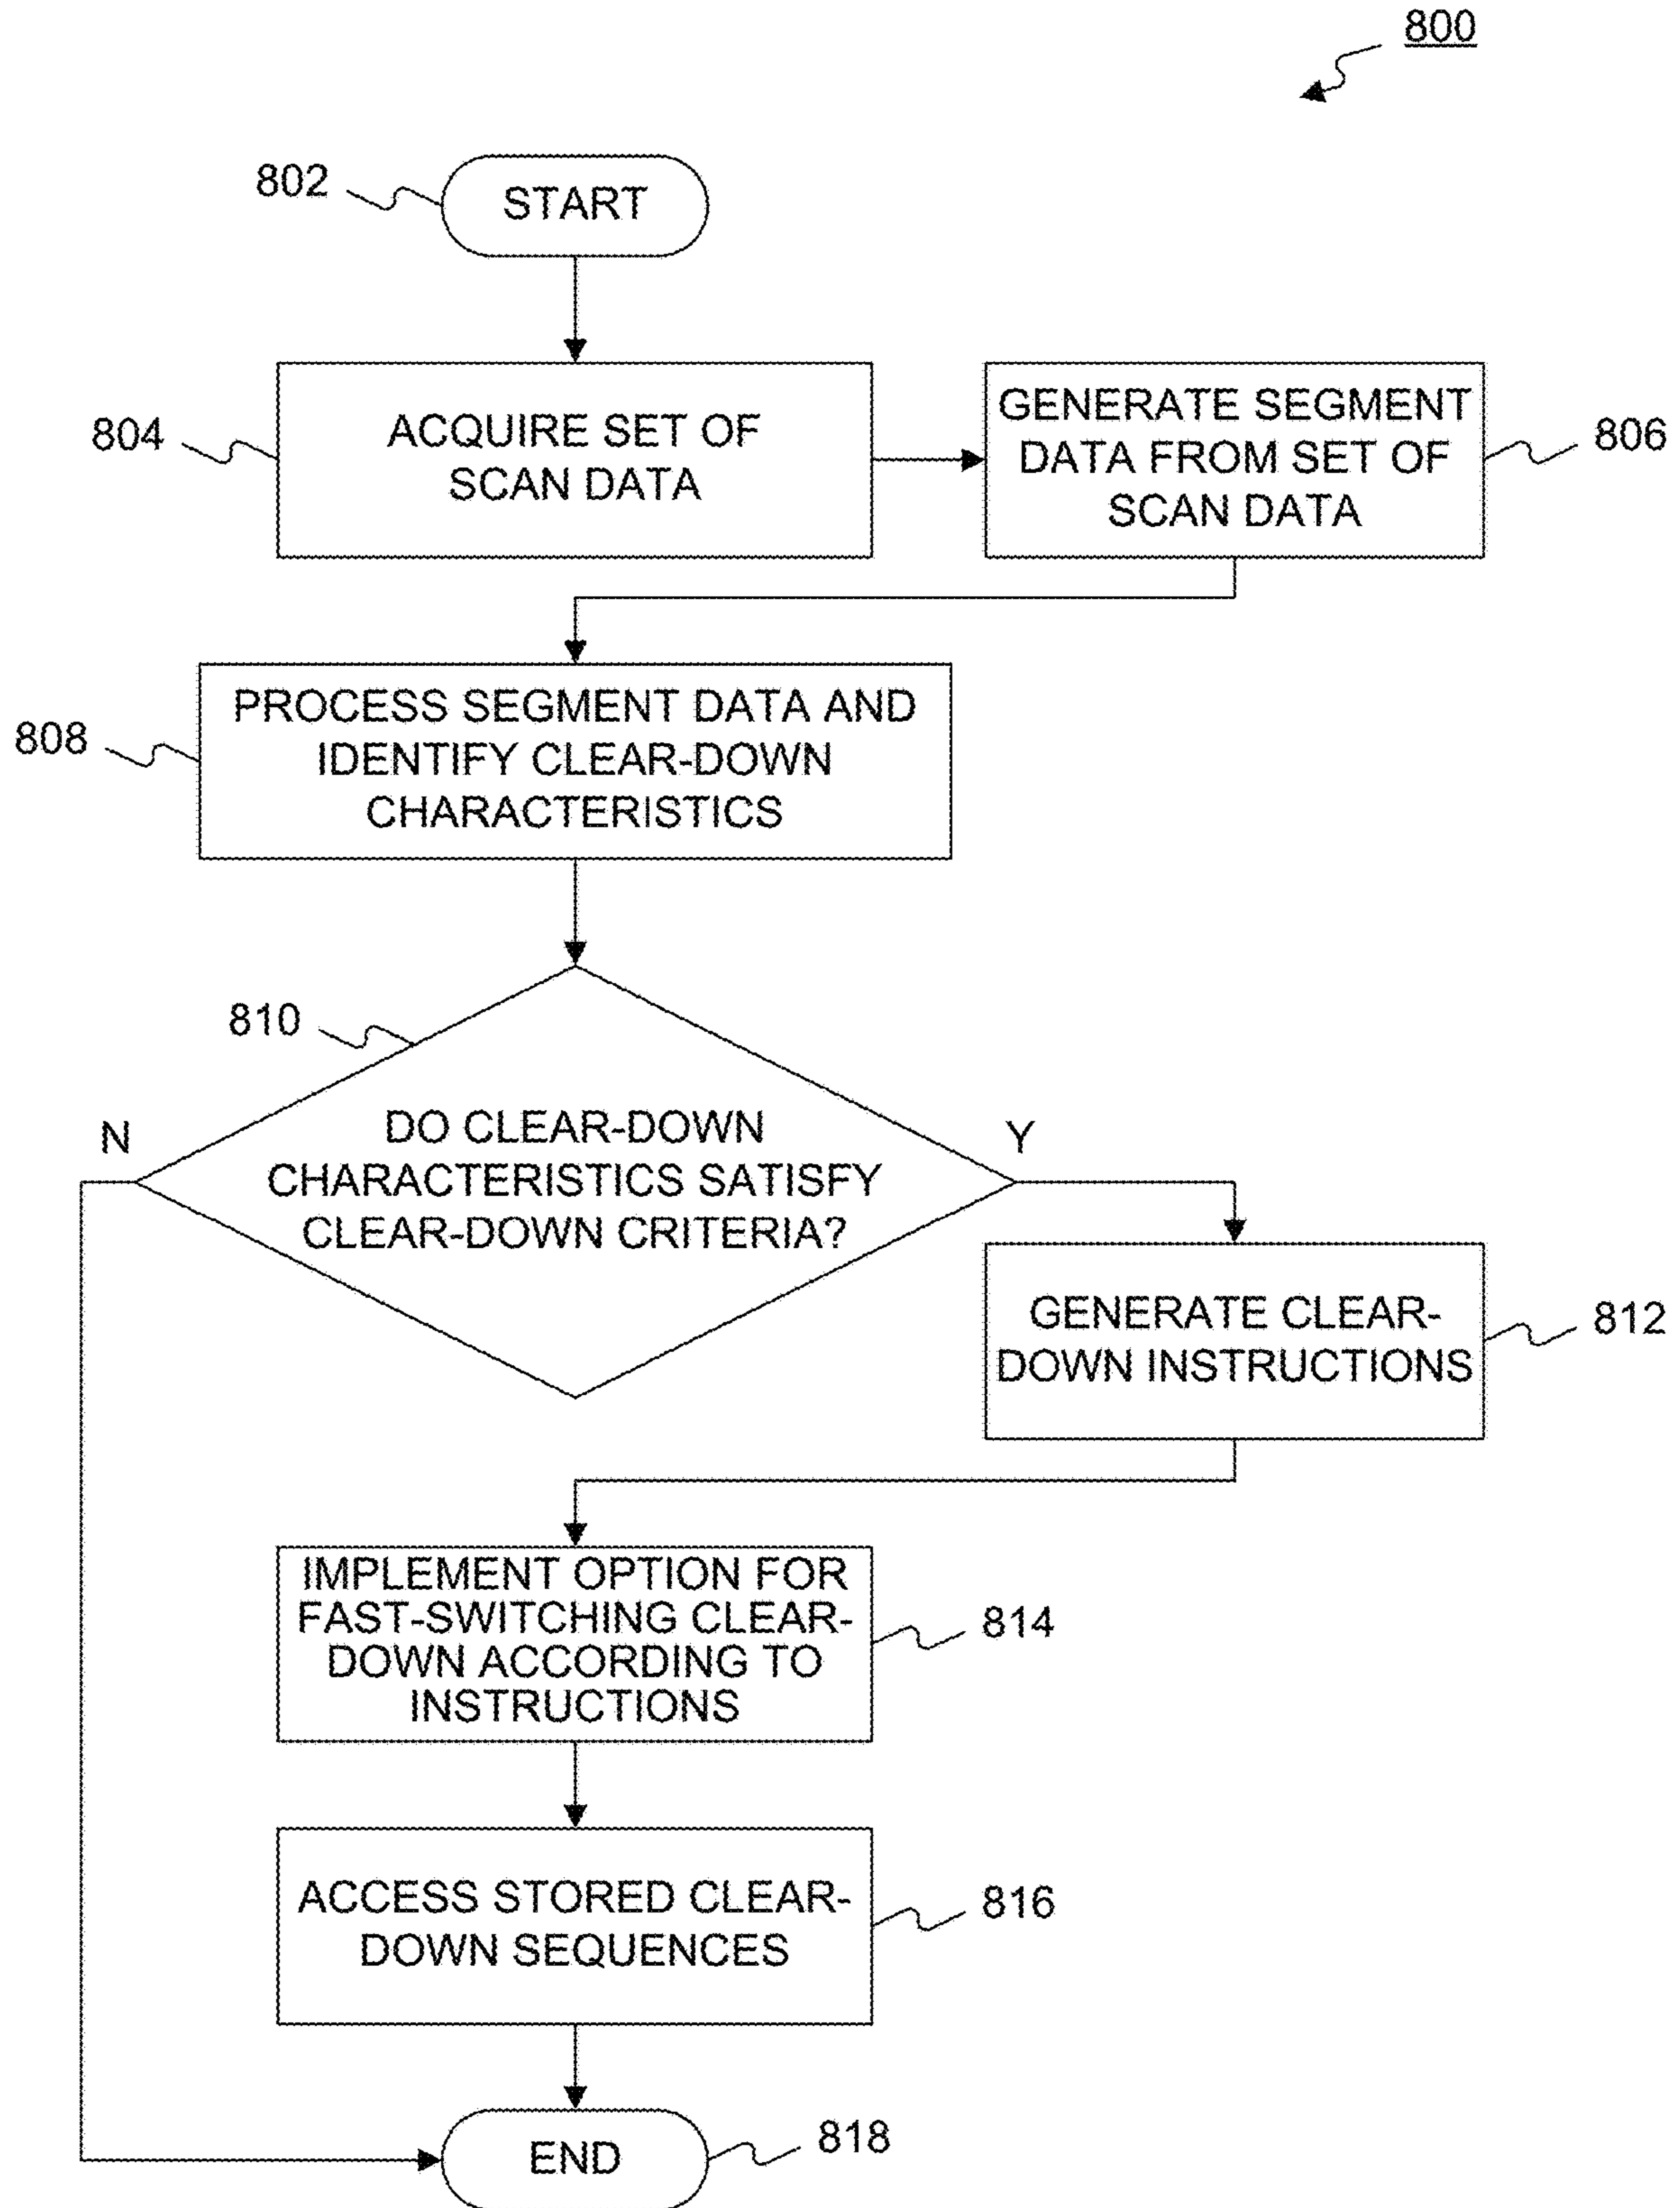 800
802
START
804
ACQUIRE SET OF
SCAN DATA
GENERATE SEGMENT
DATA FROM SET OF
SCAN DATA
806
808
PROCESS SEGMENT DATA AND
IDENTIFY CLEAR-DOWN
CHARACTERISTICS
810
N
DO CLEAR-DOWN
CHARACTERISTICS SATISFY
CLEAR-DOWN CRITERIA?
Y
GENERATE CLEAR-
DOWN INSTRUCTIONS
812
IMPLEMENT OPTION FOR
FAST-SWITCHING CLEAR-
DOWN ACCORDING TO
INSTRUCTIONS
814
ACCESS STORED CLEAR-
DOWN SEQUENCES
816
END
818